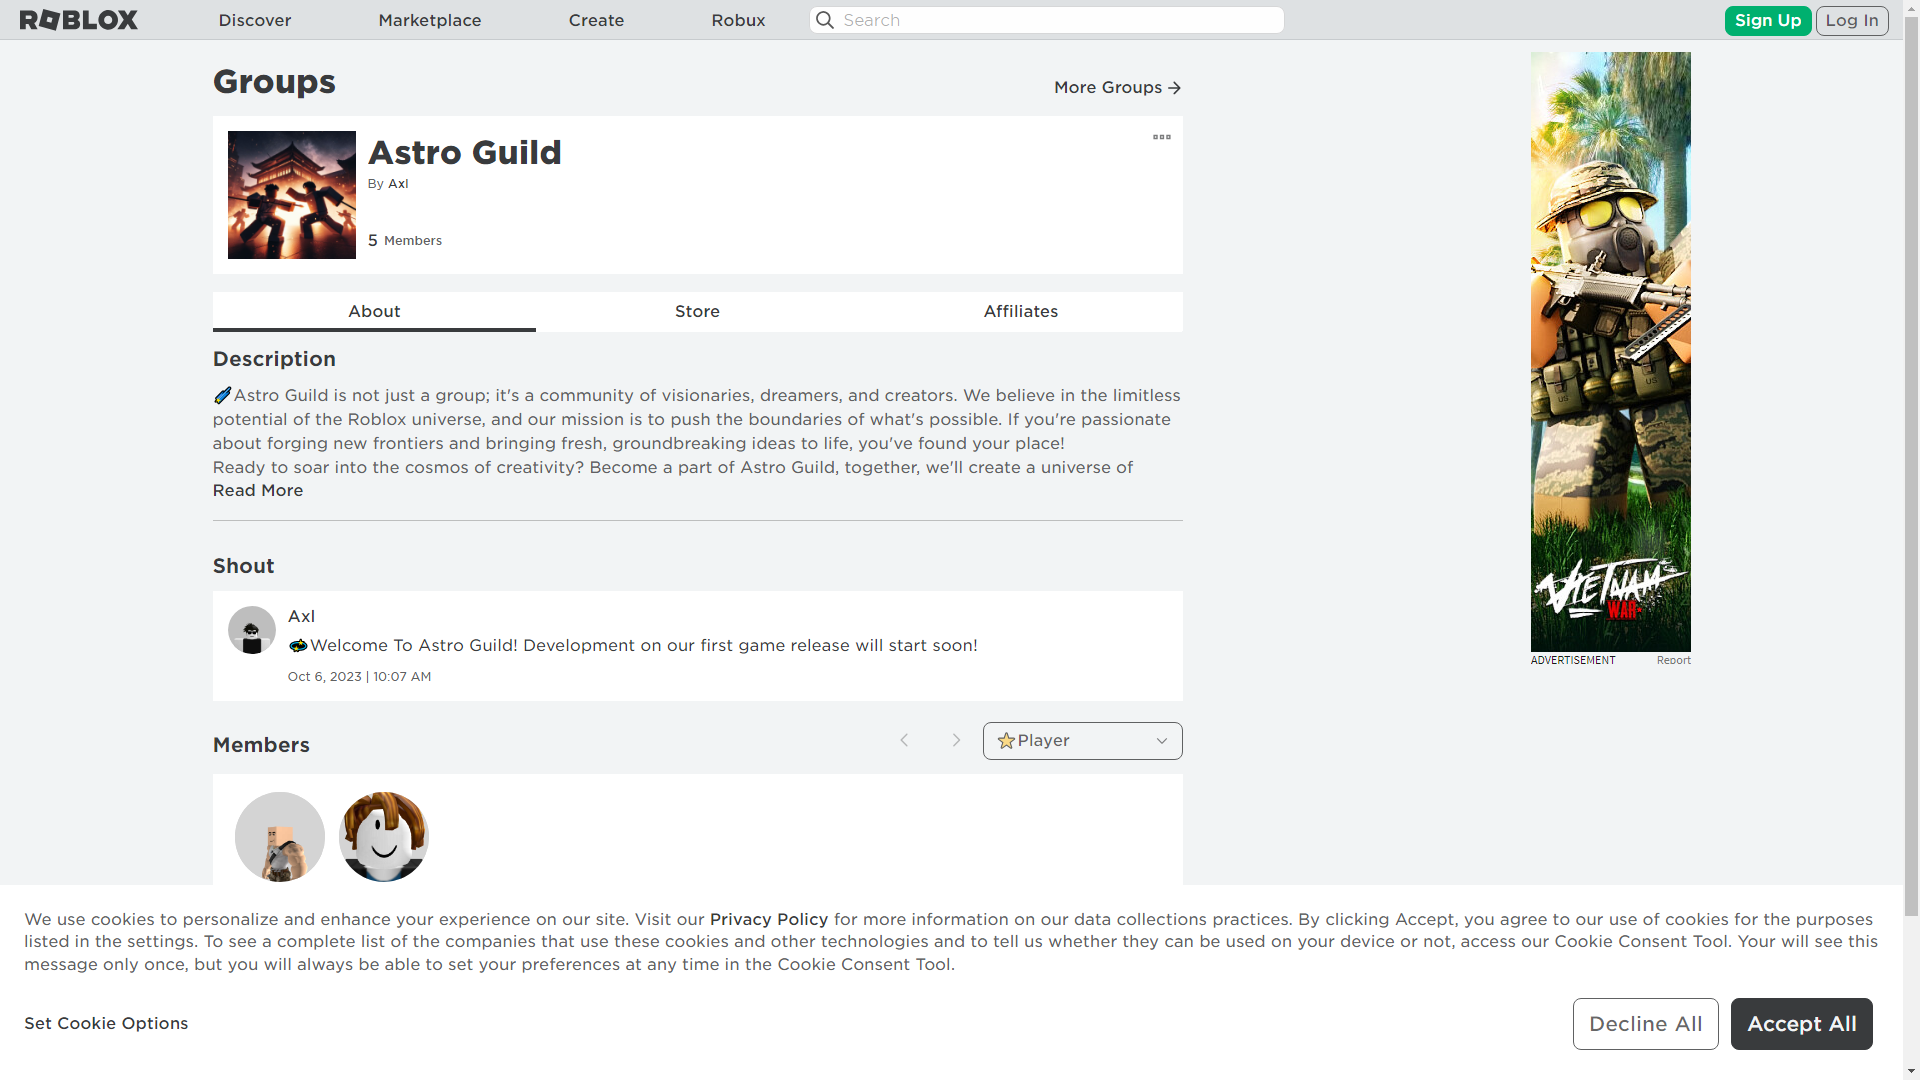 ROBLOX
Discover
Marketplace
Create
Robux
Search
Sign Up
Log In
Groups
More Groups
Astro Guild
By Axl
5 Members
About
Store
Affiliates
Description
Astro Guild is not just a group; it's a community of visionaries, dreamers, and creators. We believe in the limitless
potential of the Roblox universe, and our mission is to push the boundaries of what's possible. If you're passionate
about forging new frontiers and bringing fresh, groundbreaking ideas to life, you've found your place!
Ready to soar into the cosmos of creativity? Become a part of Astro Guild, together, we'll create a universe of
Read More
Shout
Axl
Welcome To Astro Guild! Development on our first game release will start soon!
Oct 6, 2023 | 10:07 AM
Members
⭐Player
US
US
VIETNAM
WAR
ADVERTISEMENT
Report
We use cookies to personalize and enhance your experience on our site. Visit our Privacy Policy for more information on our data collections practices. By clicking Accept, you agree to our use of cookies for the purposes
listed in the settings. To see a complete list of the companies that use these cookies and other technologies and to tell us whether they can be used on your device or not, access our Cookie Consent Tool. Your will see this
message only once, but you will always be able to set your preferences at any time in the Cookie Consent Tool.
Set Cookie Options
Decline All
Accept All